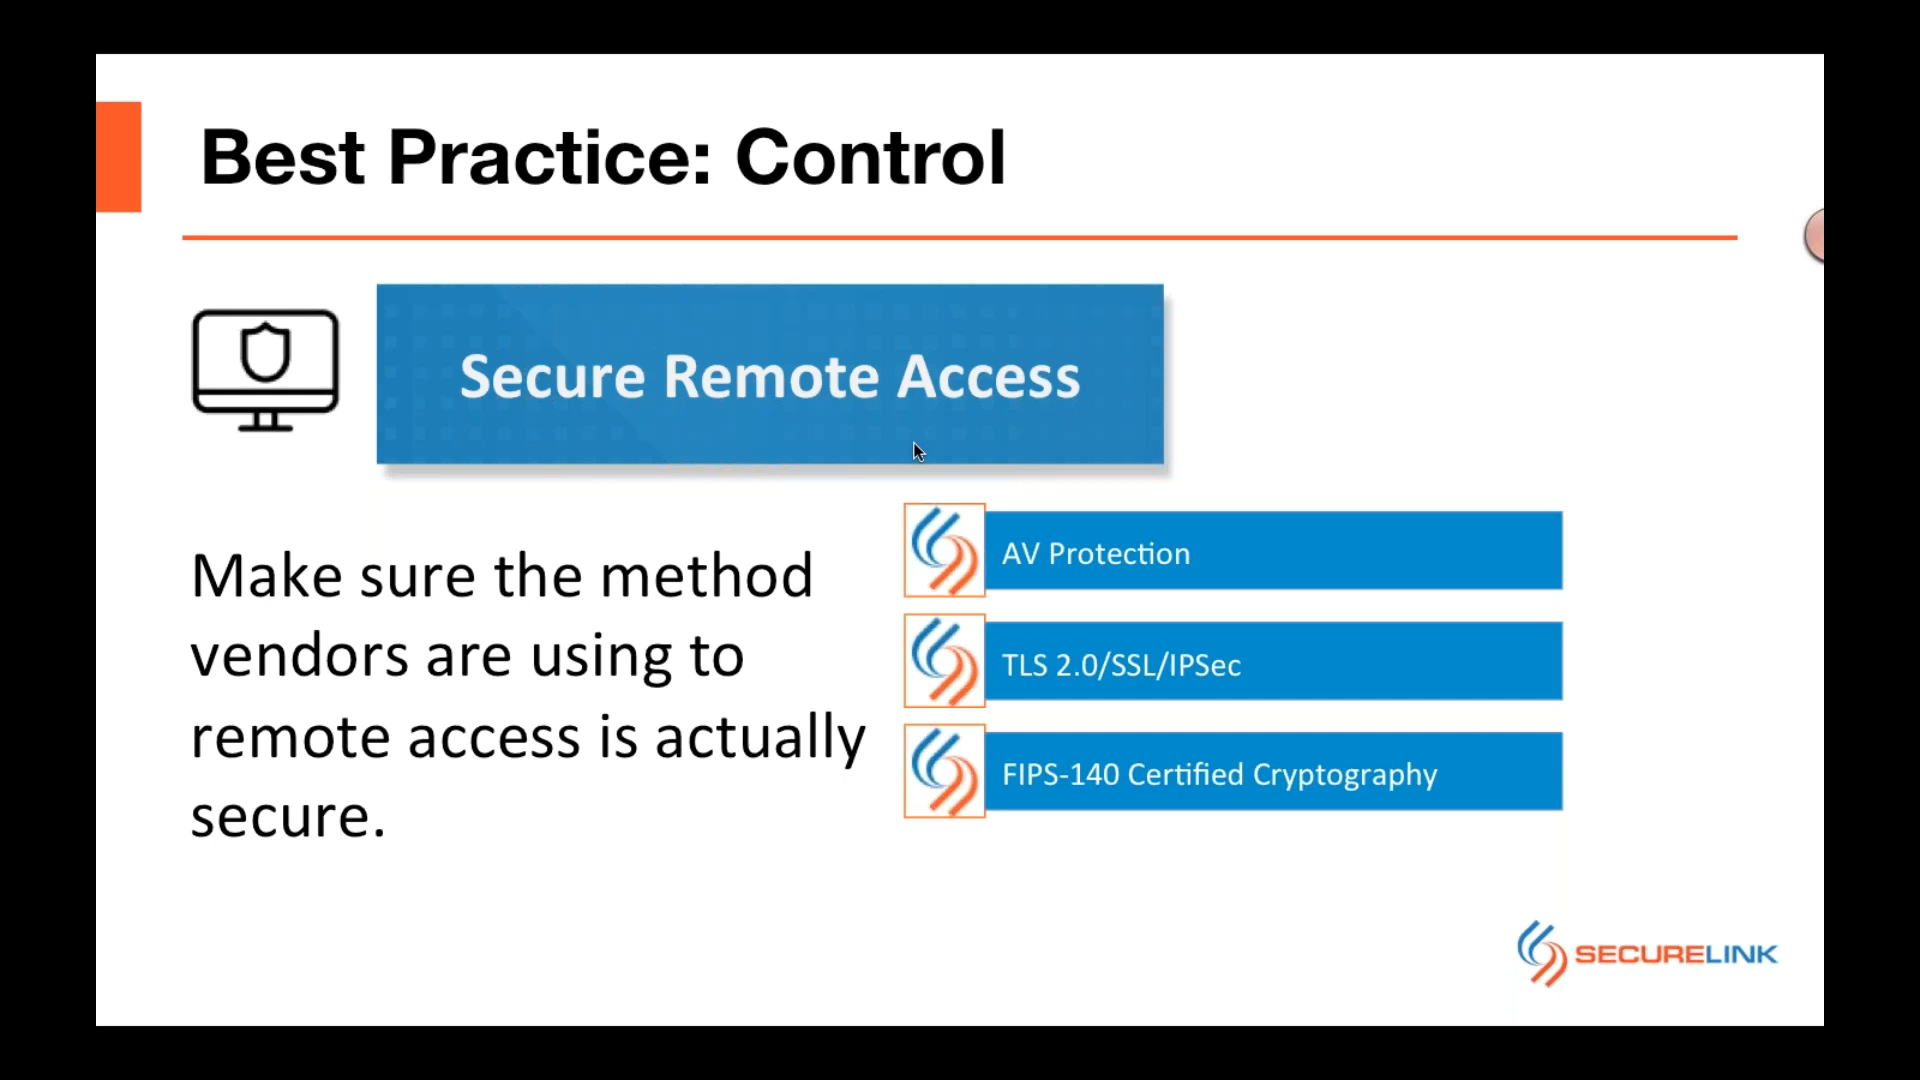 Best Practice: Control
Secure Remote Access
Make sure the method
vendors are using to
remote access is actually
secure.
AV Protection
TLS 2.0/SSL/IPSec
FIPS-140 Certified Cryptography
SECURELINK